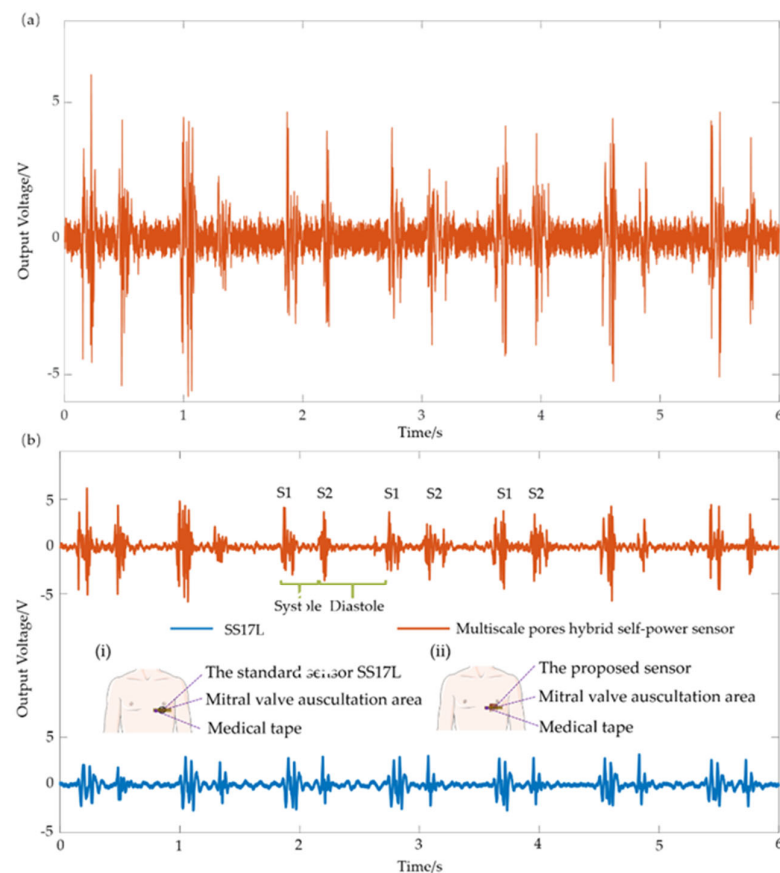 (a)
Output Voltage/V
5
0
-5
0 1 2 3 4 5 6
Time/s
(b)
Output Voltage/V
5
0
-5
S1 S2 S1 S2 S1 S2
Systole Diastole
SS17L
Multiscale pores hybrid self-power sensor
(i)
The standard sensor SS17L
Mitral valve auscultation area
Medical tape
(ii)
The proposed sensor
Mitral valve auscultation area
Medical tape
5
0
-5
0 1 2 3 4 5 6
Time/s